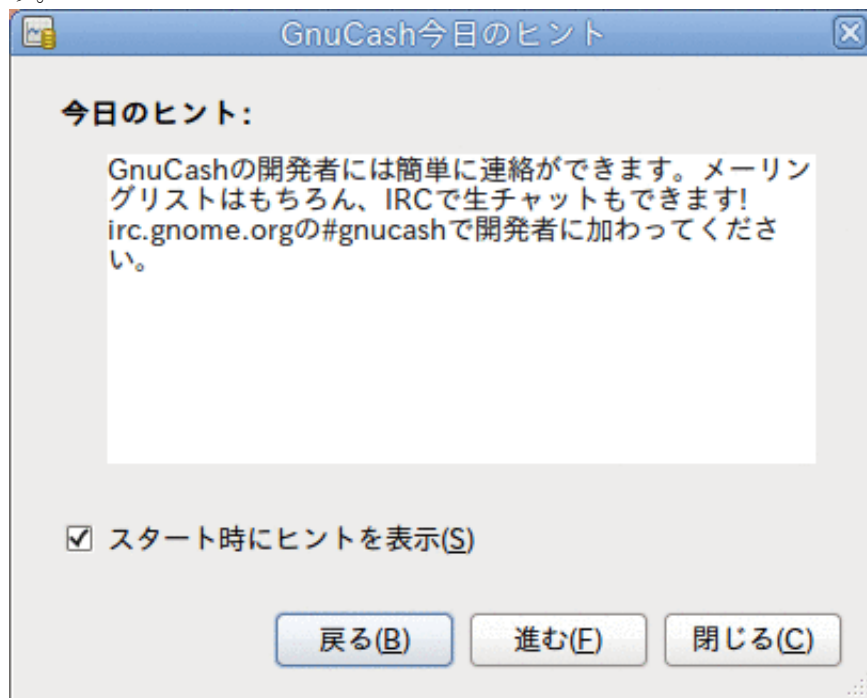 す。
GnuCash今日のヒント
今日のヒント:
GnuCashの開発者には簡単に連絡ができます。メーリン
グリストはもちろん、IRCで生チャットもできます!
irc.gnome.orgの#gnucashで開発者に加わってくださ
い。
スタート時にヒントを表示(S)
戻る(B) 進む(F) 閉じる(C)